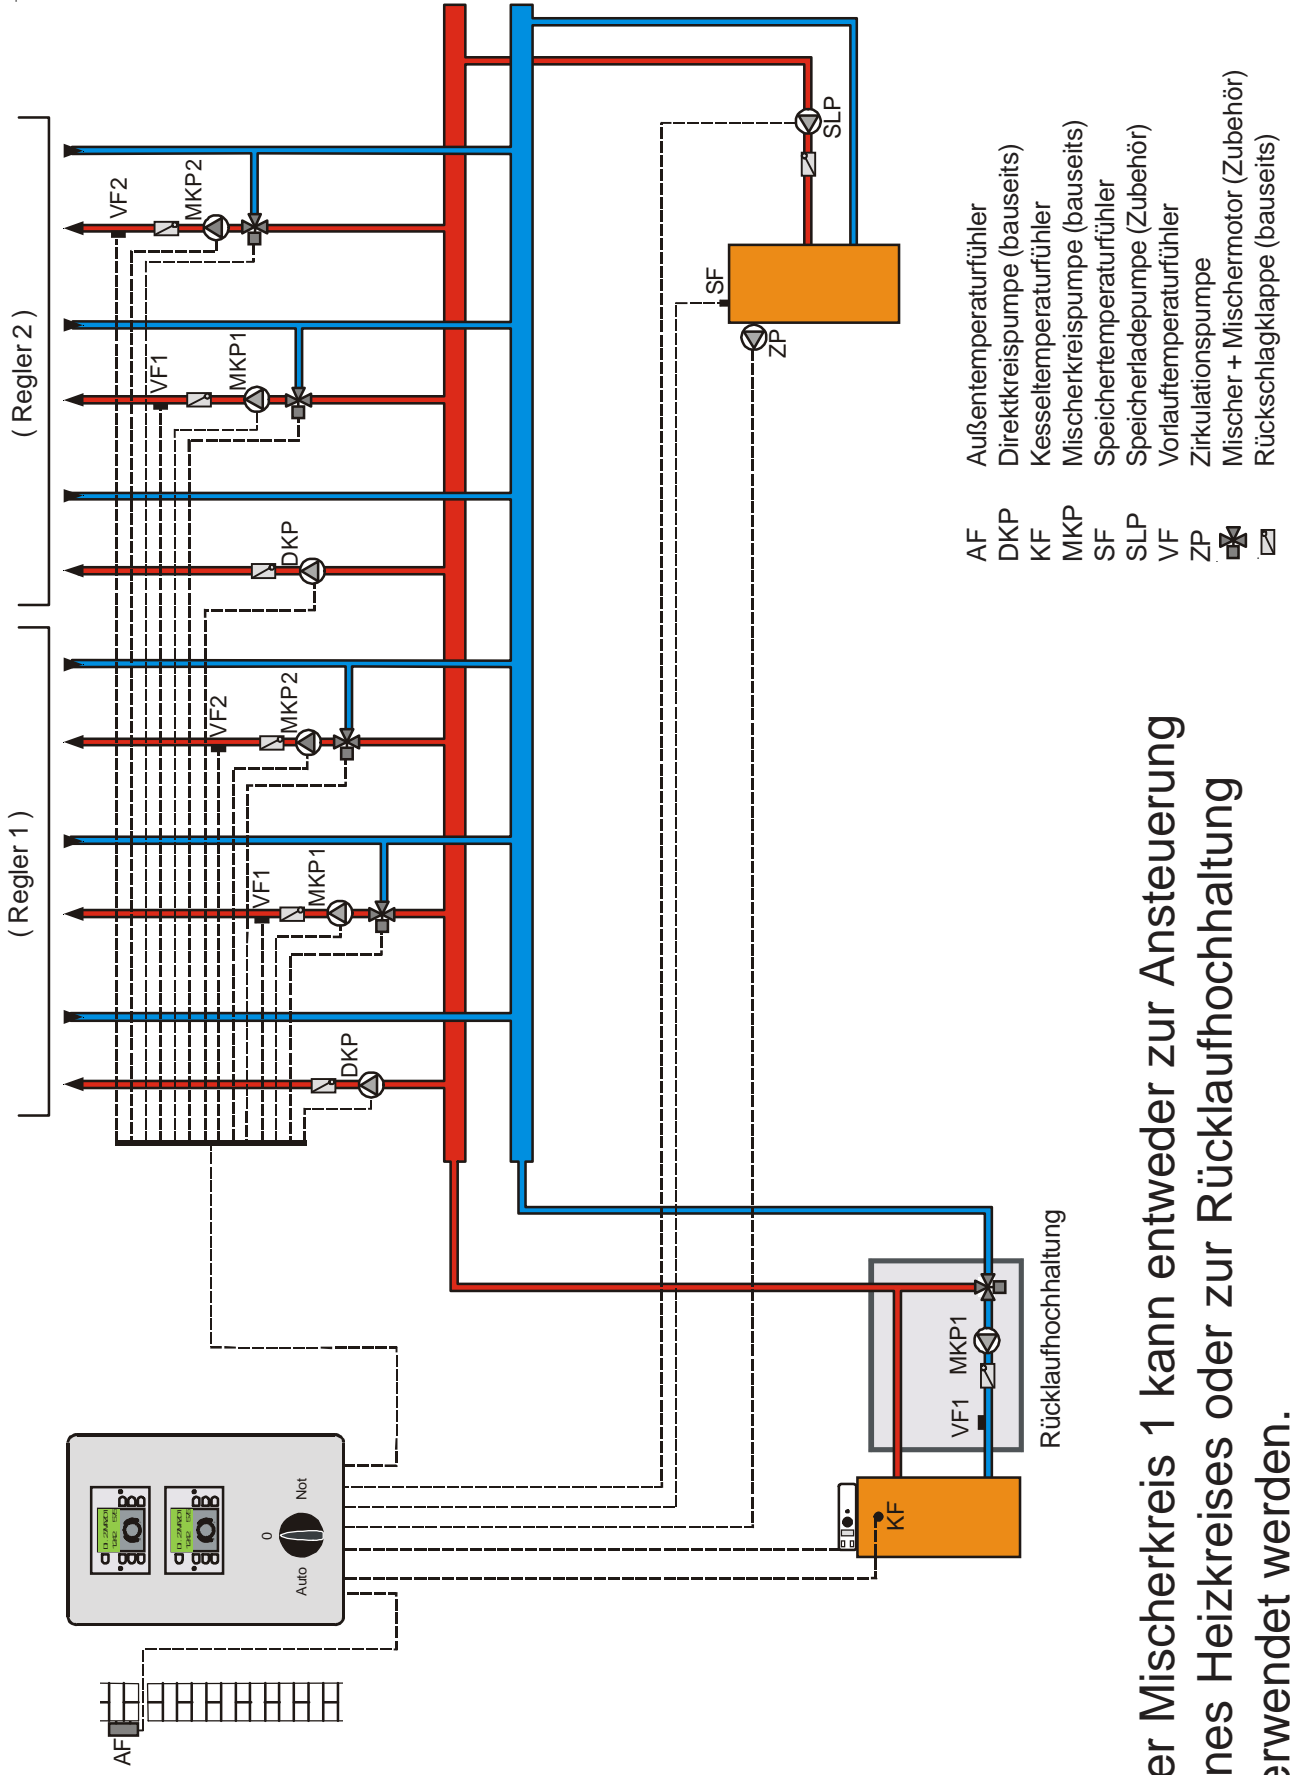 ( Regler 1 )
( Regler 2 )
VF2
MKP2
VF1
MKP1
DKP
VF2
MKP2
VF1
MKP1
DKP
SLP
SF
ZP
Auto
0
Not
AF
KF
VF1
MKP1
Rücklaufhochhaltung
AF Außentemperaturfühler
DKP Direktkreispumpe (bauseits)
KF Kesseltemperaturfühler
MKP Mischerkreispumpe (bauseits)
SF Speichertemperaturfühler
SLP Speicherladepumpe (Zubehör)
VF Vorlauftemperaturfühler
ZP Zirkulationspumpe
Mischer + Mischermotor (Zubehör)
Rückschlagklappe (bauseits)
er Mischerkreis 1 kann entweder zur Ansteuerung
nes Heizkreises oder zur Rücklaufhochhaltung
erwendet werden.